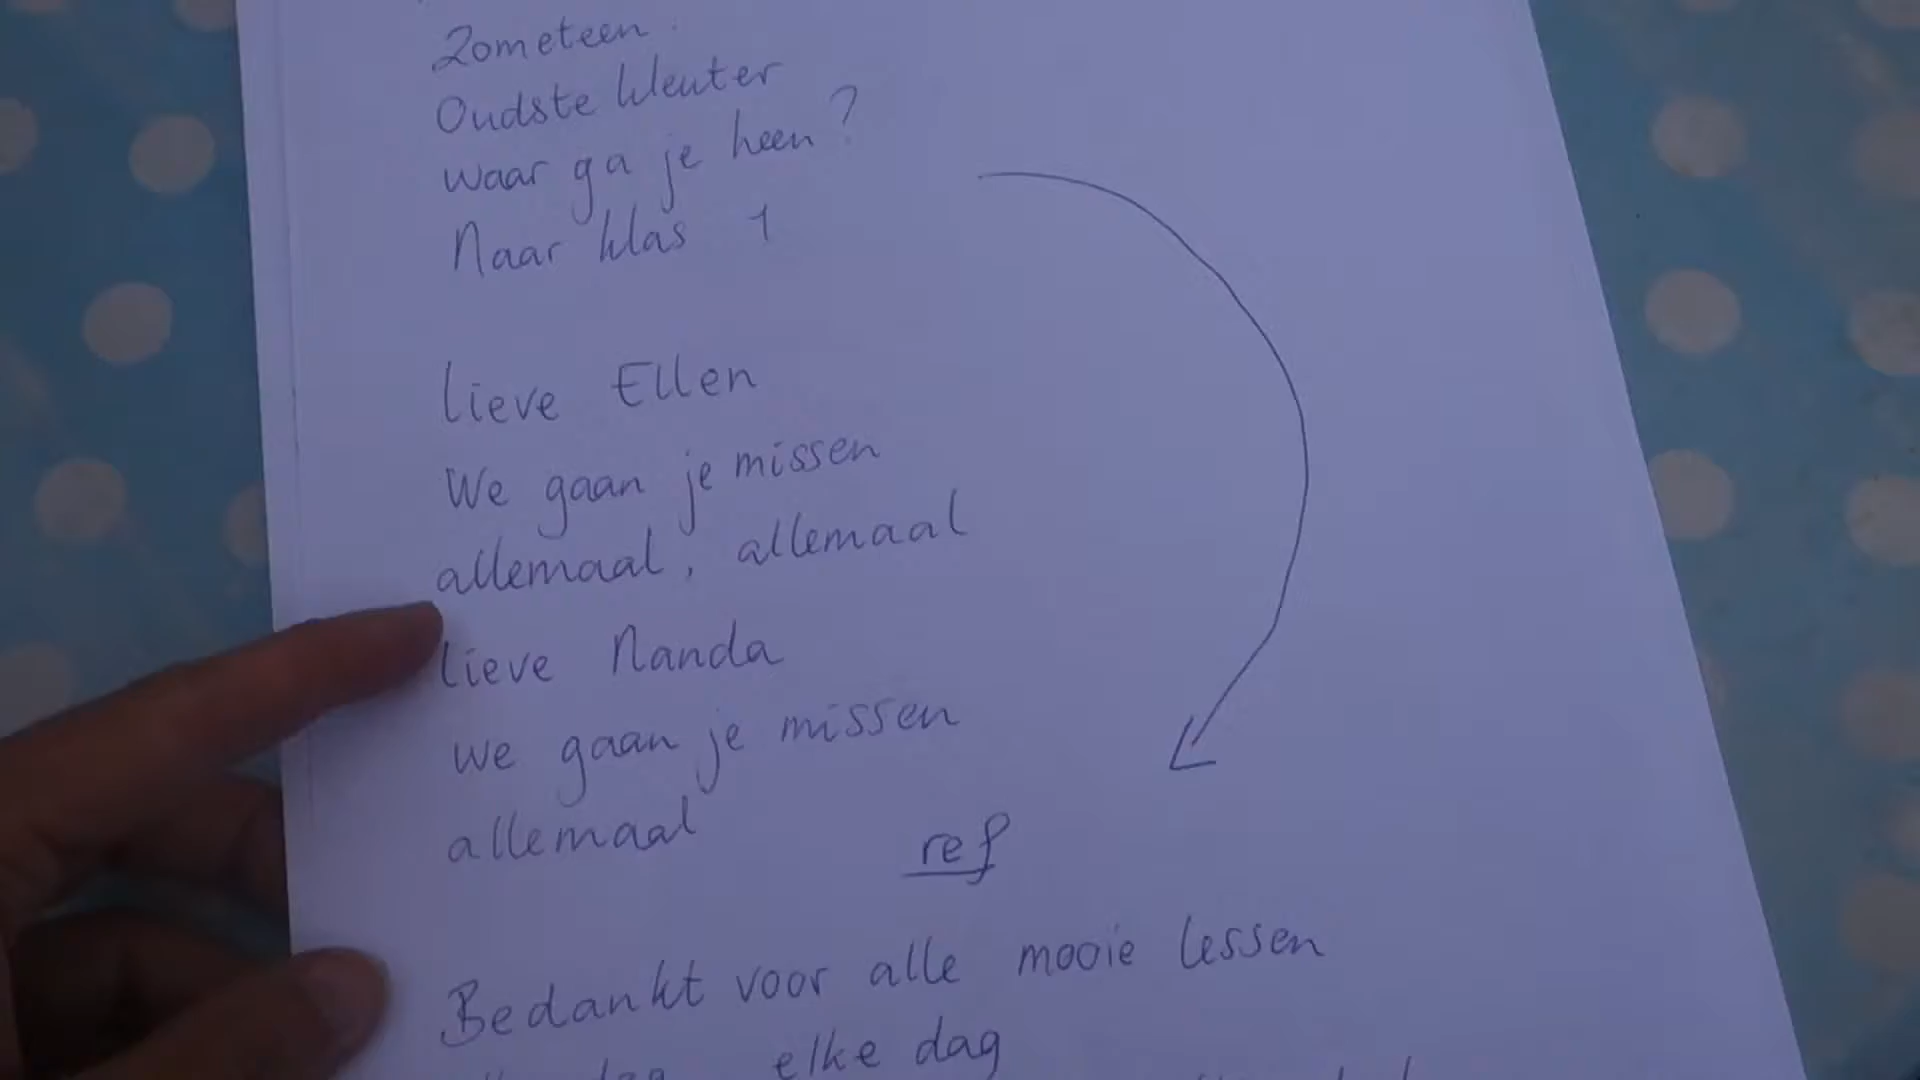 Zometeen.
Oudste kleuter
waar ga je heen?
Naar klas 1
lieve Ellen
We gaan je missen
allemaal, allemaal
lieve Nanda
we gaan je missen
allemaal
ref
Bedankt voor alle mooie lessen
elke dag